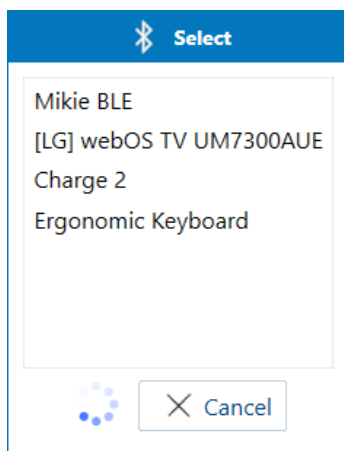 Select
Mikie BLE
[LG] webOS TV UM7300AUE
Charge 2
Ergonomic Keyboard
Cancel